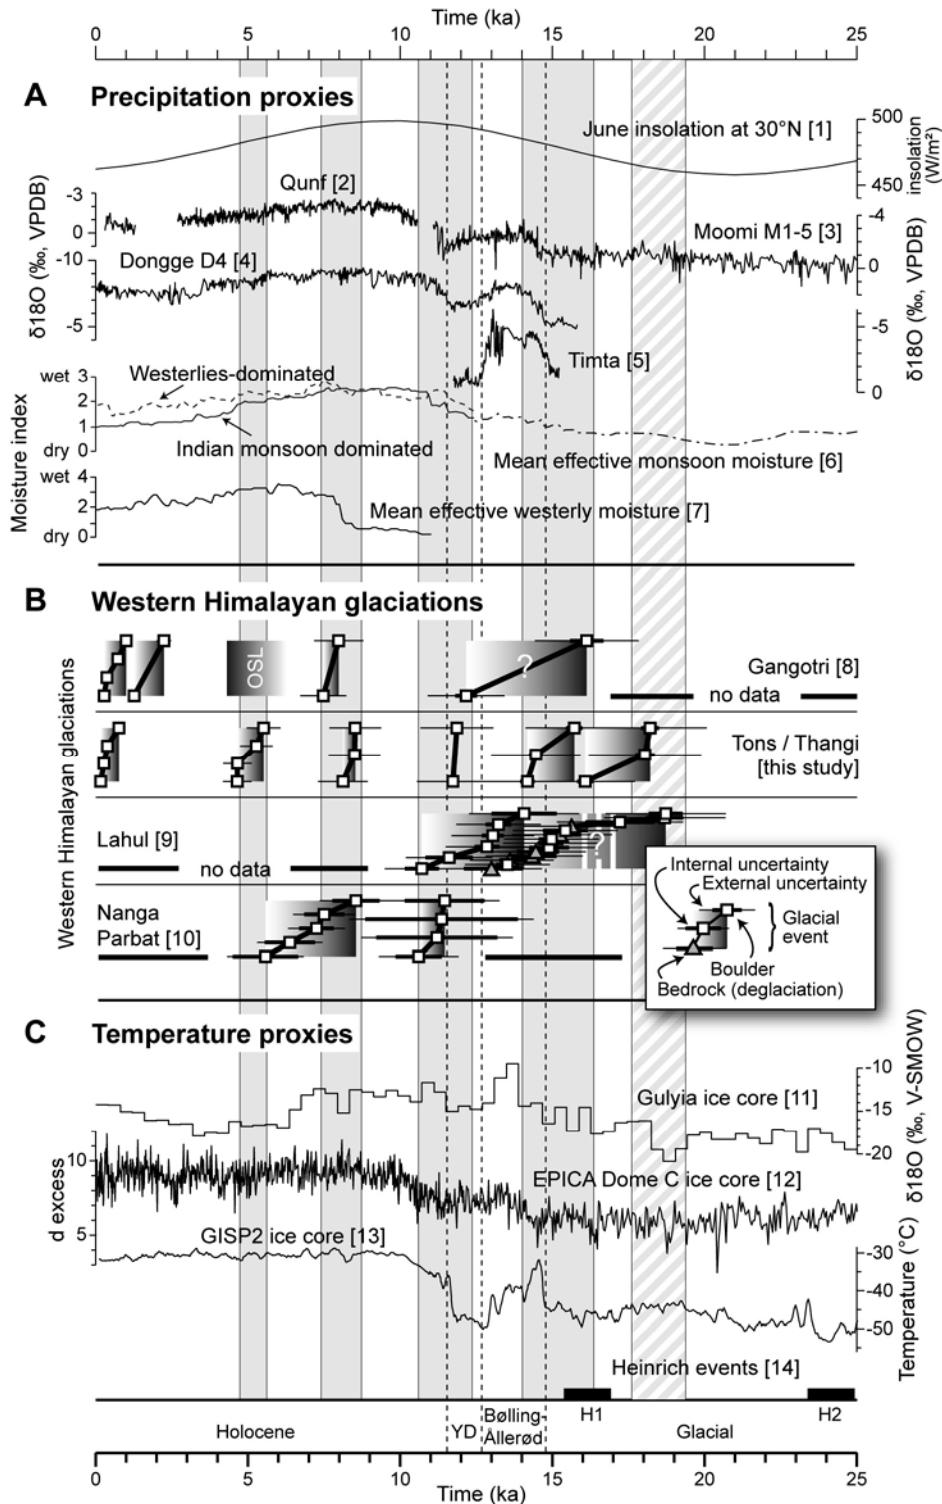 Time (ka)
0 5 10 15 20 25
A Precipitation proxies
June insolation at 30°N [1]
500
450
insolation
(W/m²)
Qunf [2]
-3
0
δ18O (‰, VPDB)
Moomi M1-5 [3]
-4
0
δ18O (‰, VPDB)
Dongge D4 [4]
-10
-5
Timta [5]
-5
0
Moisture index
wet 3
2
1
dry 0
Westerlies-dominated
Indian monsoon dominated
Mean effective monsoon moisture [6]
wet 4
2
dry 0
Mean effective westerly moisture [7]
B Western Himalayan glaciations
Western Himalayan glaciations
OSL
?
Gangotri [8]
no data
Tons / Thangi
[this study]
Lahul [9]
no data
?
Nanga
Parbat [10]
Internal uncertainty
External uncertainty
Glacial
event
Boulder
Bedrock (deglaciation)
C Temperature proxies
Gulyia ice core [11]
-10
-15
-20
δ18O (‰, V-SMOW)
d excess
10
5
EPICA Dome C ice core [12]
GISP2 ice core [13]
-30
-40
-50
Temperature (°C)
Heinrich events [14]
H1
H2
Holocene
YD
Bølling-
Allerød
Glacial
0 5 10 15 20 25
Time (ka)